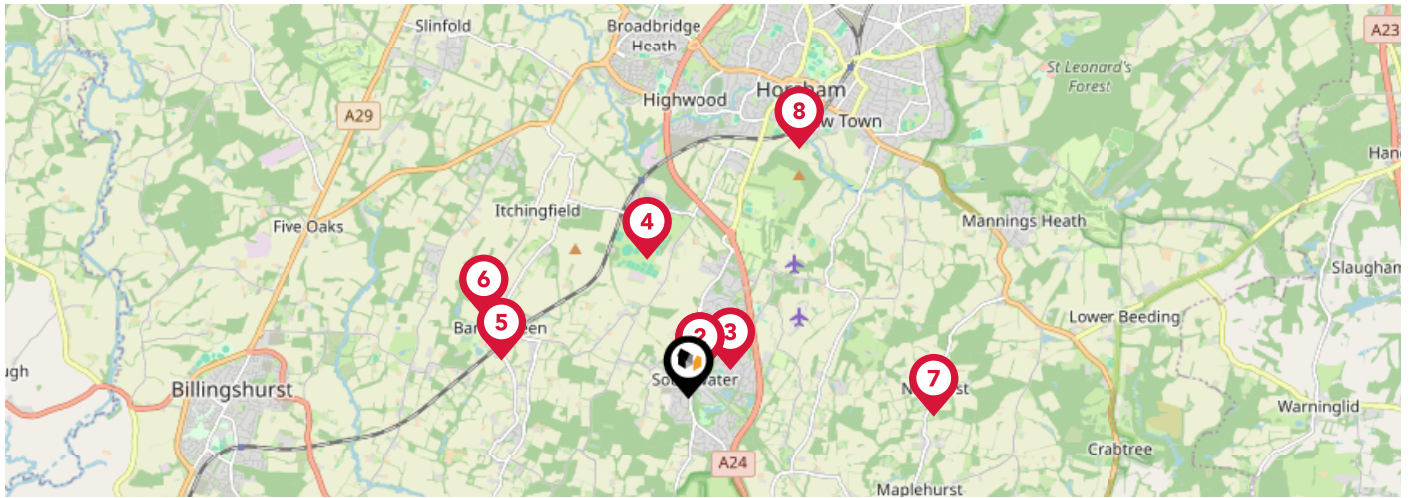 Slinfold
Broadbridge
Heath
A23
St Leonard's
Forest
Highwood
A29
8
Itchingfield
4
Mannings Heath
Five Oaks
6
Slaugham
5
2
3
Lower Beeding
Billingshurst
7
Warninglid
Crabtree
A24
Maplehurst